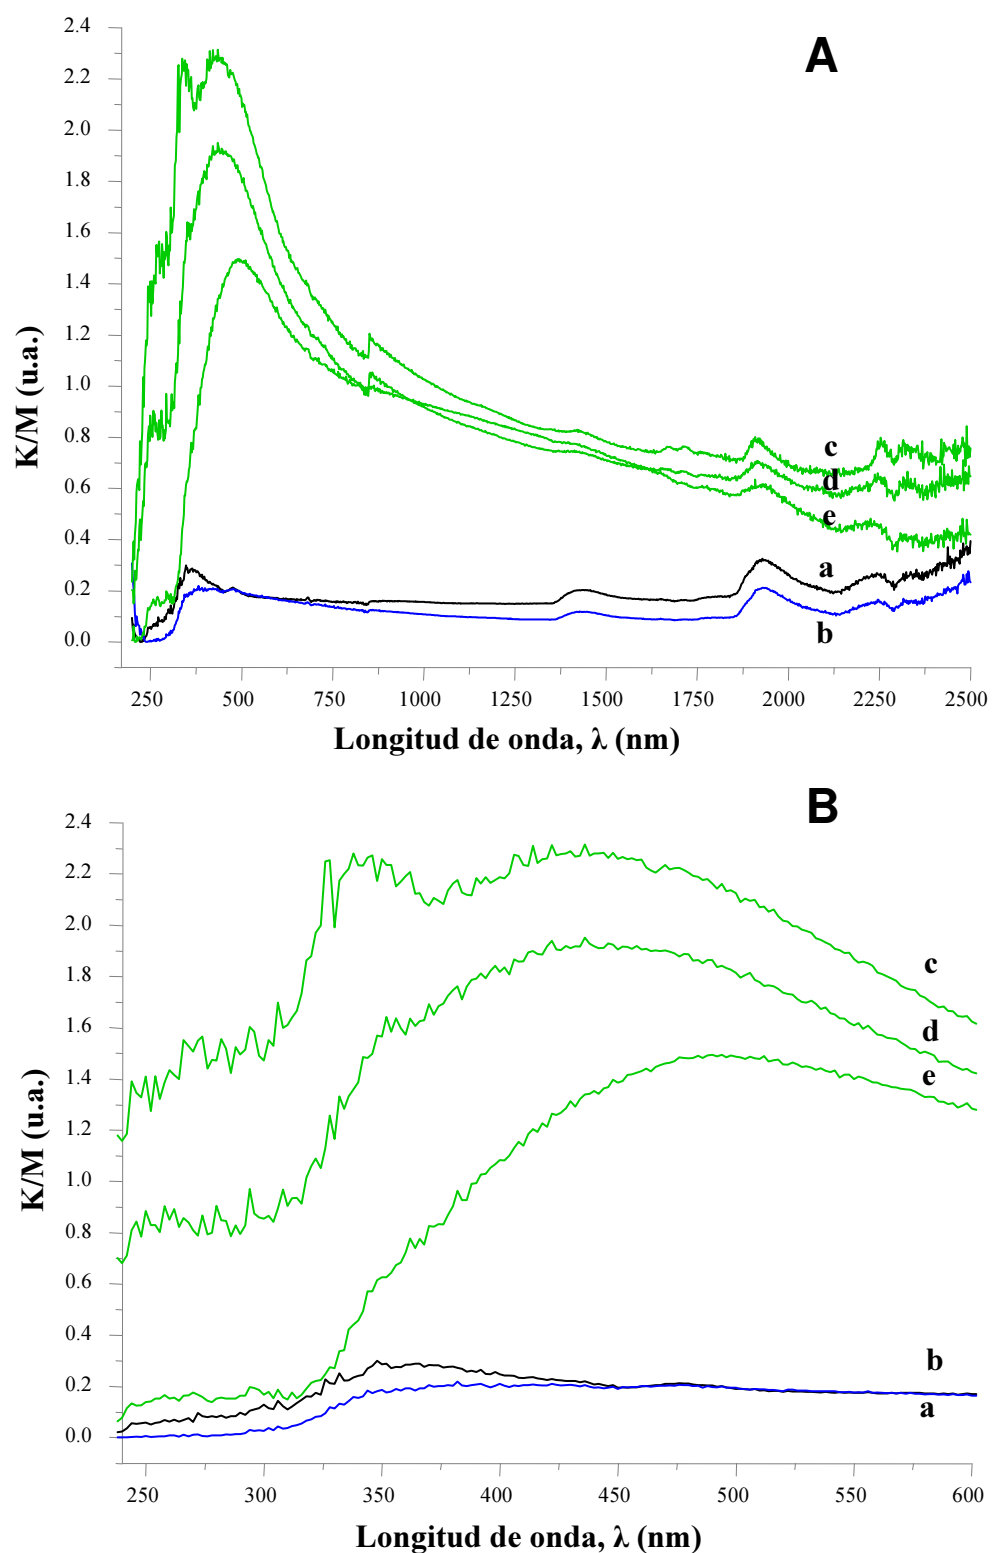 A
2.4
2.2
2.0
1.8
1.6
1.4
1.2
1.0
0.8
0.6
0.4
0.2
0.0
K/M (u.a.)
c
d
e
a
b
250 500 750 1000 1250 1500 1750 2000 2250 2500
Longitud de onda, λ (nm)
B
2.4
2.2
2.0
1.8
1.6
1.4
1.2
1.0
0.8
0.6
0.4
0.2
0.0
K/M (u.a.)
c
d
e
b
a
250 300 350 400 450 500 550 600
Longitud de onda, λ (nm)